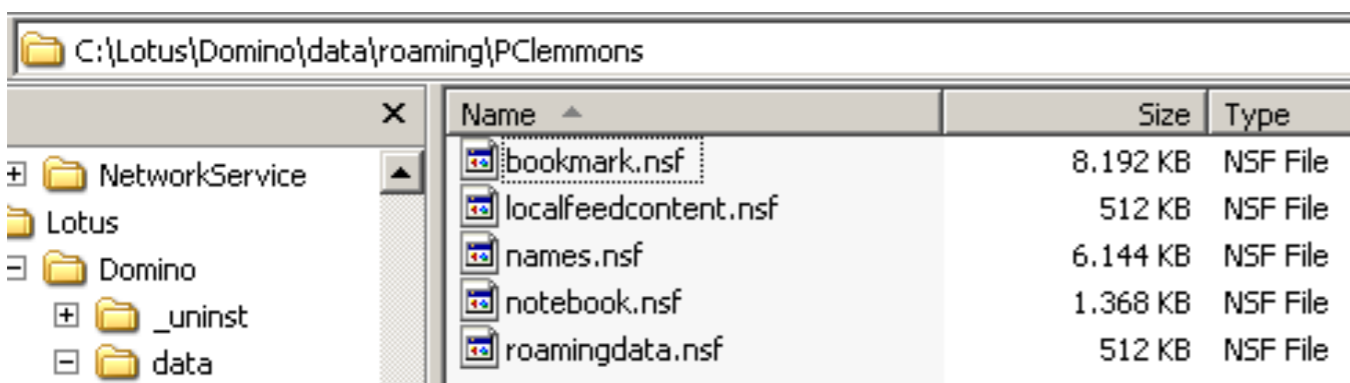 C:\Lotus\Domino\data\roaming\PClemmons
Name Size Type
NetworkService
Lotus
Domino
_uninst
data
bookmark.nsf 8.192 KB NSF File
localfeedcontent.nsf 512 KB NSF File
names.nsf 6.144 KB NSF File
notebook.nsf 1.368 KB NSF File
roamingdata.nsf 512 KB NSF File